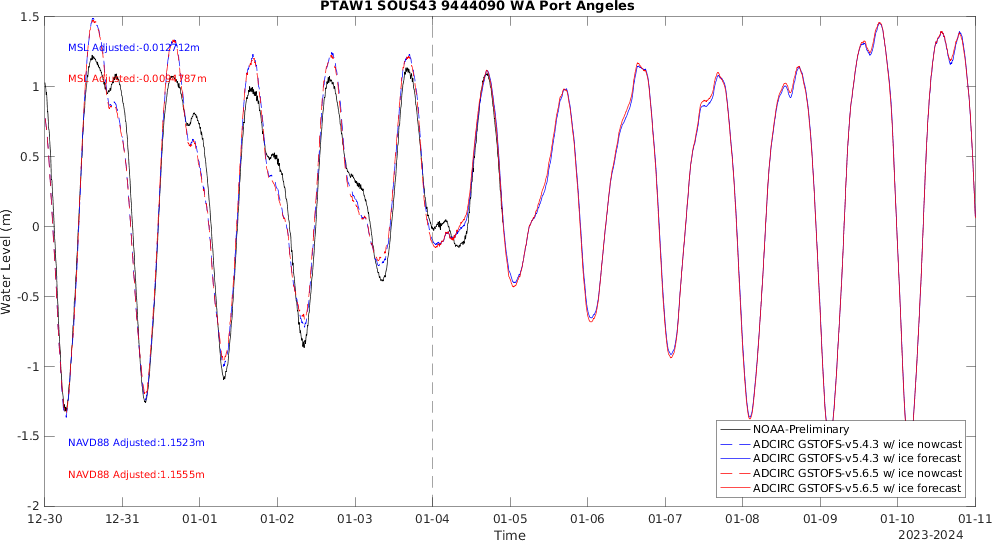 PTAW1 SOUS43 9444090 WA Port Angeles
1.5
1
0.5
0
-0.5
-1
-1.5
-2
Water Level (m)
MSL Adjusted:-0.012712m
MSL Adjusted:-0.0094787m
NAVD88 Adjusted:1.1523m
NAVD88 Adjusted:1.1555m
NOAA-Preliminary
ADCIRC GSTOFS-v5.4.3 w/ ice nowcast
ADCIRC GSTOFS-v5.4.3 w/ ice forecast
ADCIRC GSTOFS-v5.6.5 w/ ice nowcast
ADCIRC GSTOFS-v5.6.5 w/ ice forecast
12-30 12-31 01-01 01-02 01-03 01-04 01-05 01-06 01-07 01-08 01-09 01-10 01-11
Time
2023-2024